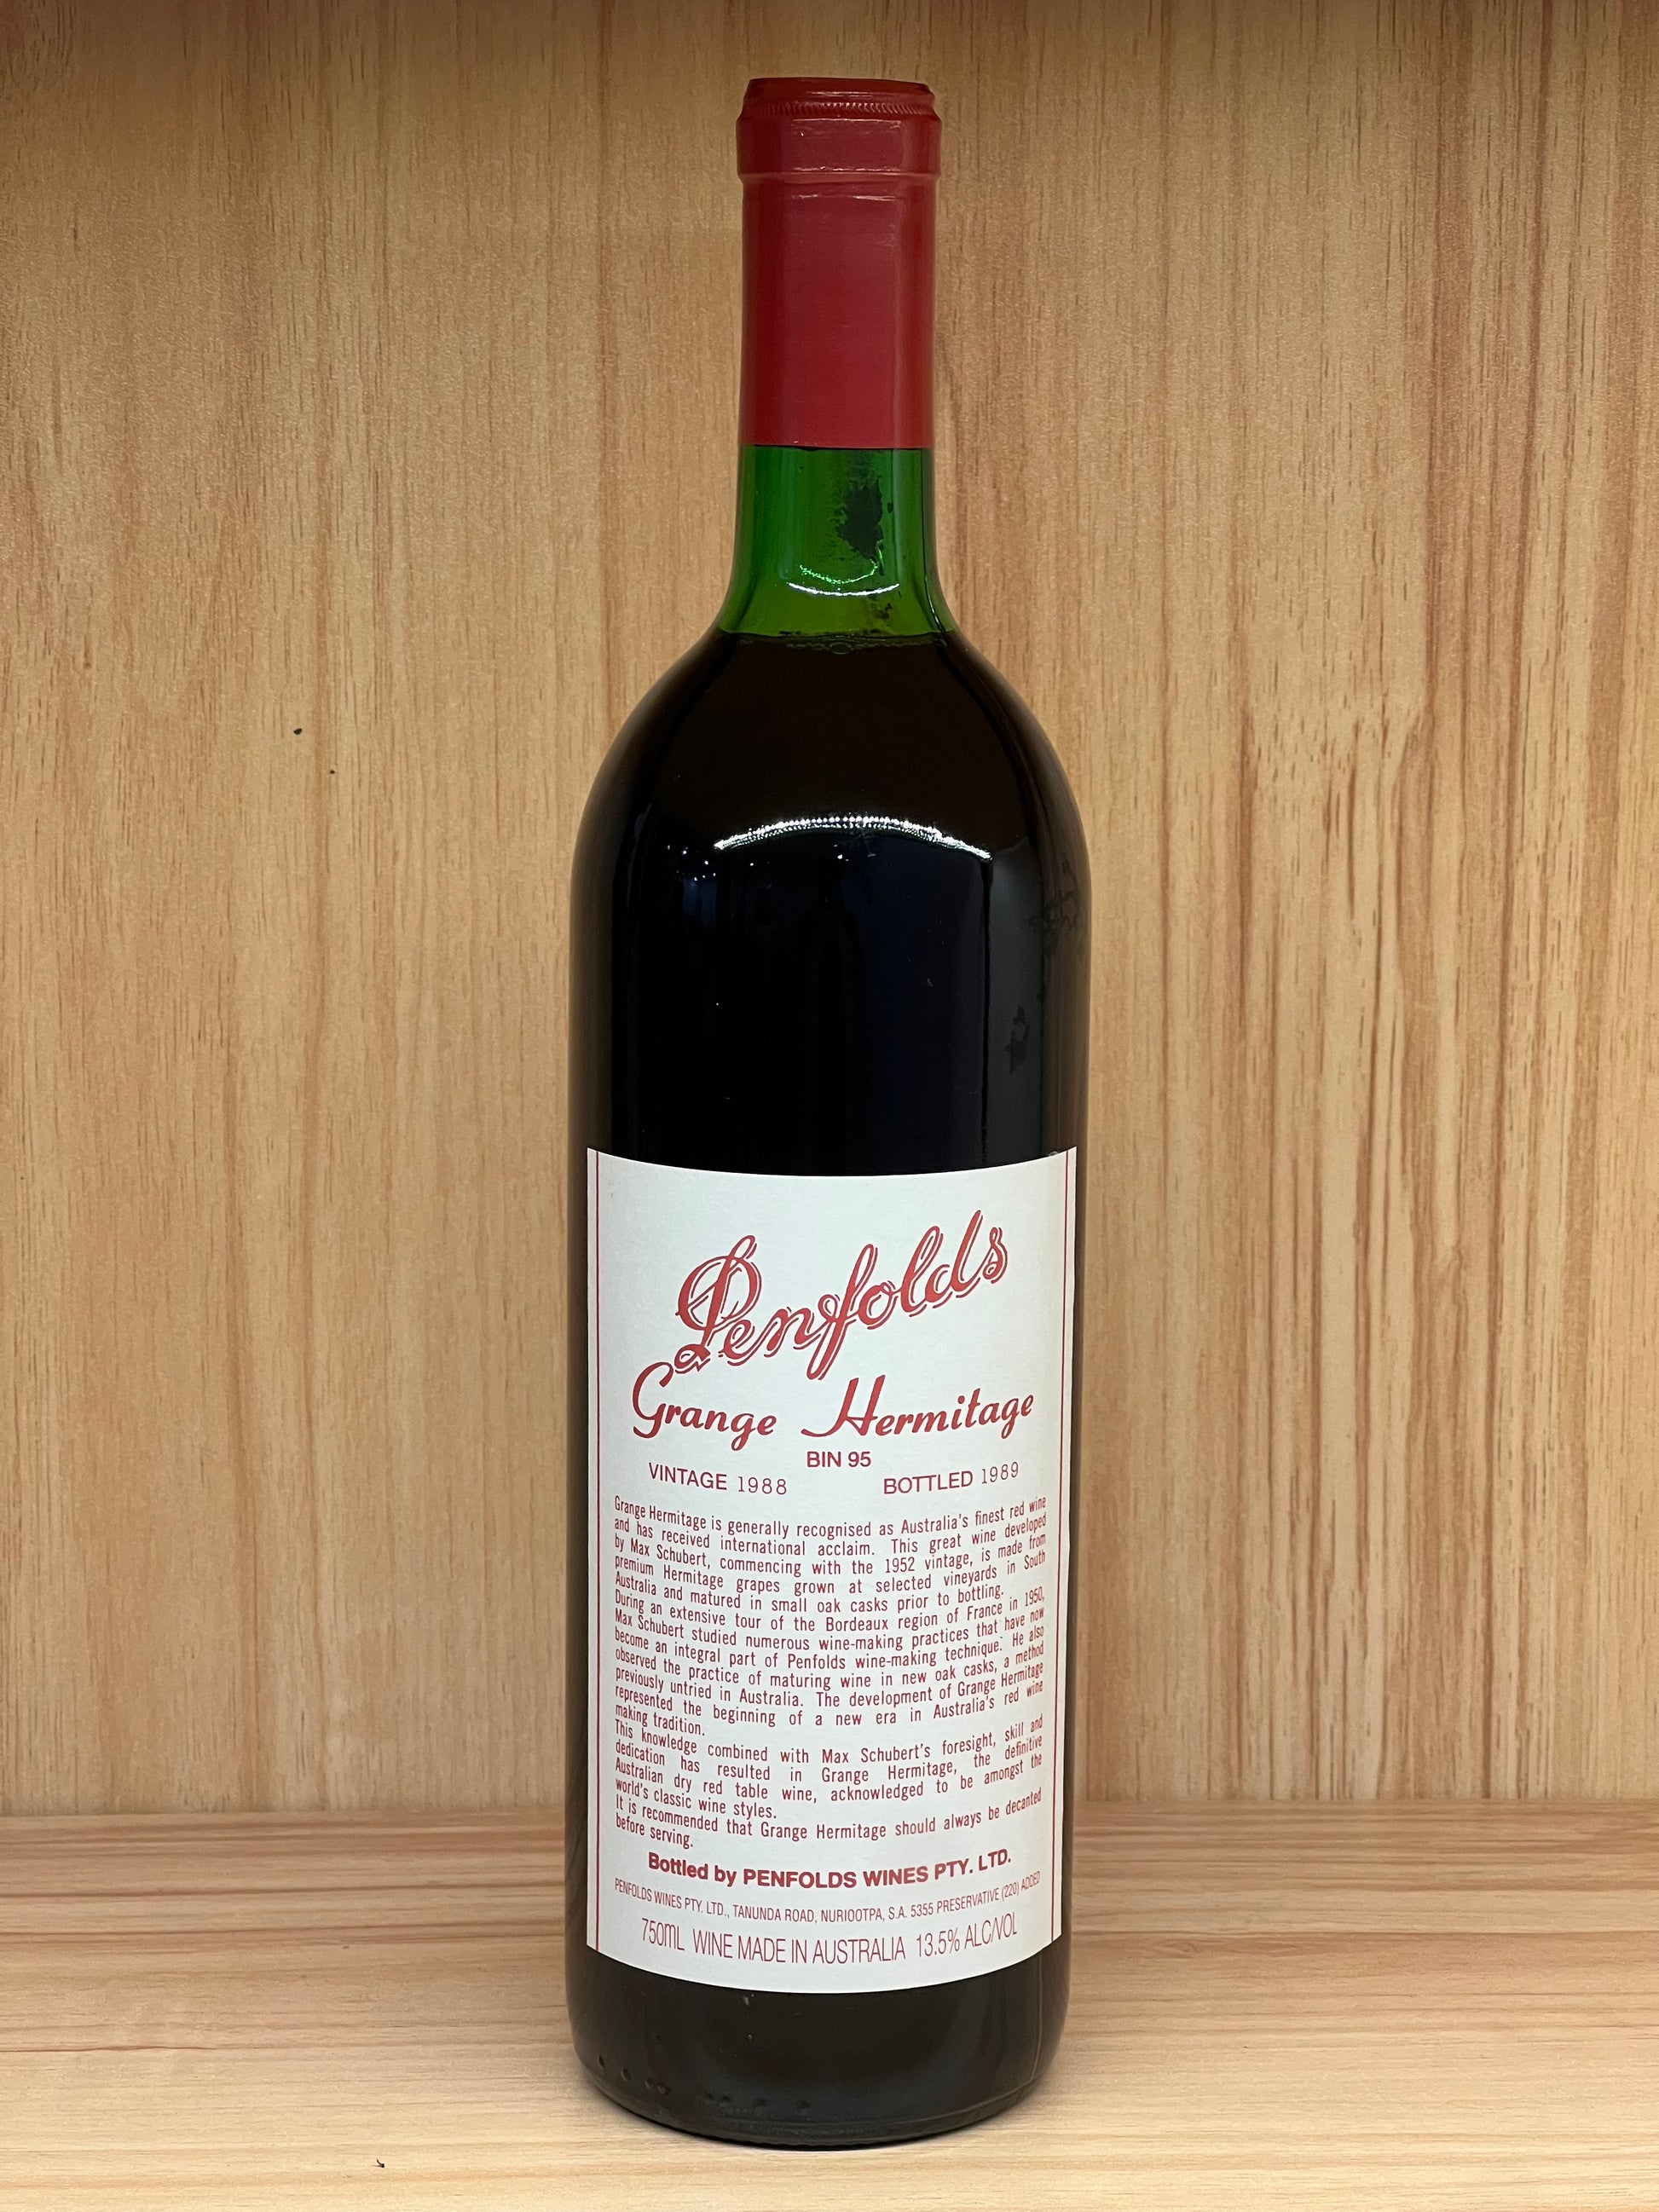 Penfolds
Grange Hermitage
BIN 95
VINTAGE 1988 BOTTLED 1989
Grange Hermitage is generally recognised as Australia's finest red wine
and has received international acclaim. This great wine developed
by Max Schubert, commencing with the 1952 vintage, is made from
premium Hermitage grapes grown at selected vineyards in South
Australia and matured in small oak casks prior to bottling.
During an extensive tour of the Bordeaux region of France in 1950,
Max Schubert studied numerous wine-making practices that have now
become an integral part of Penfolds wine-making technique. He also
observed the practice of maturing wine in new oak casks, a method
previously untried in Australia. The development of Grange Hermitage
represented the beginning of a new era in Australia's red wine
making tradition.
This knowledge combined with Max Schubert's foresight, skill and
dedication has resulted in Grange Hermitage, the definitive
Australian dry red table wine, acknowledged to be amongst the
world's classic wine styles.
It is recommended that Grange Hermitage should always be decanted
before serving.
Bottled by PENFOLDS WINES PTY. LTD.
PENFOLDS WINES PTY. LTD., TANUNDA ROAD, NURIOOTPA, S.A. 5355 PRESERVATIVE (220) ADDED
750mL WINE MADE IN AUSTRALIA 13.5% ALC/VOL